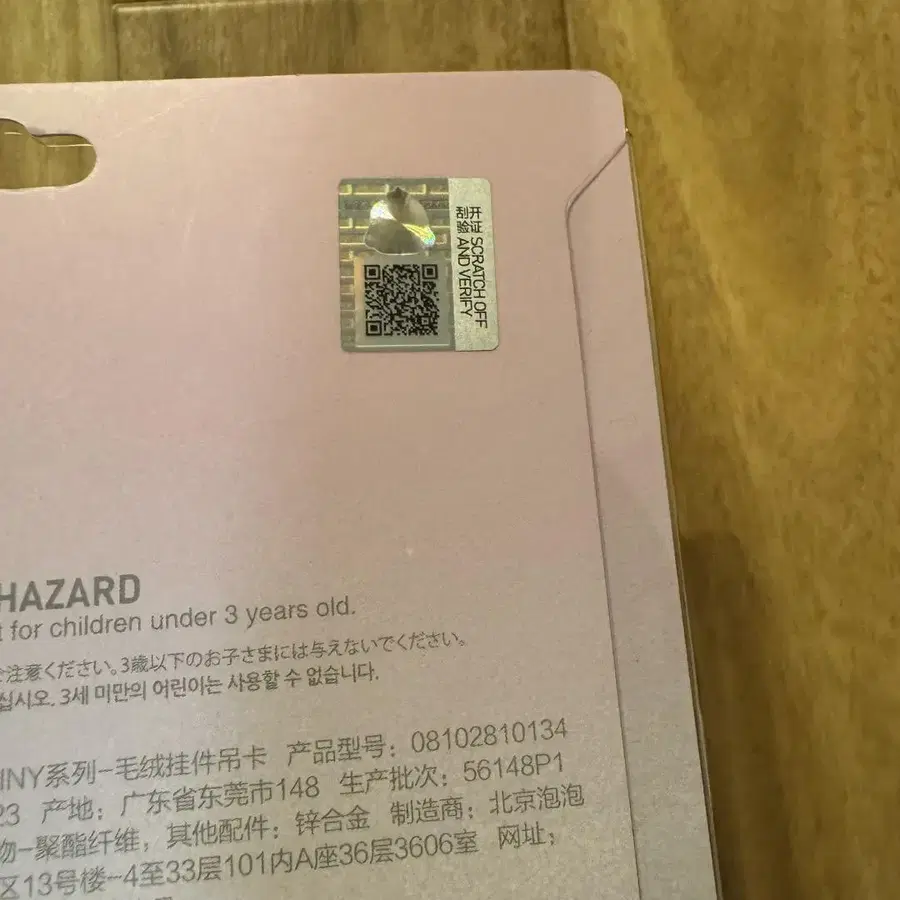 开拉 SCRATCH OFF
刮验 AND VERIFY
HAZARD
t for children under 3 years old.
注意ください。3歳以下のお子さまには与えないでください。
십시오. 3세 미만의 어린이는 사용할 수 없습니다.
INY系列-毛绒挂件吊卡 产品型号：08102810134
23 产地：广东省东莞市148 生产批次：56148P1
物-聚酯纤维，其他配件：锌合金 制造商：北京泡泡
区13号楼-4至33层101内A座36层3606室 网址：